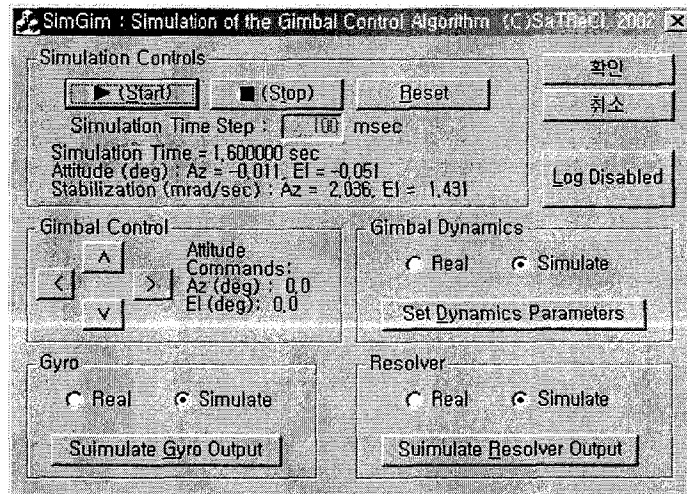 SimGim : Simulation of the Gimbal Control Algorithm (C)SaTReCI, 2002
Simulation Controls
▶ (Start)
■ (Stop)
Reset
Simulation Time Step : 100 msec
Simulation Time = 1,600000 sec
Attitude (deg) : Az = -0,011, El = -0,051
Stabilization (mrad/sec) : Az = 2,036, El = 1,431
확인
취소
Log Disabled
Gimbal Control
Attitude
Commands:
Az (deg) : 0,0
El (deg): 0,0
Gimbal Dynamics
Real
Simulate
Set Dynamics Parameters
Gyro
Real
Simulate
Suimulate Gyro Output
Resolver
Real
Simulate
Suimulate Resolver Output